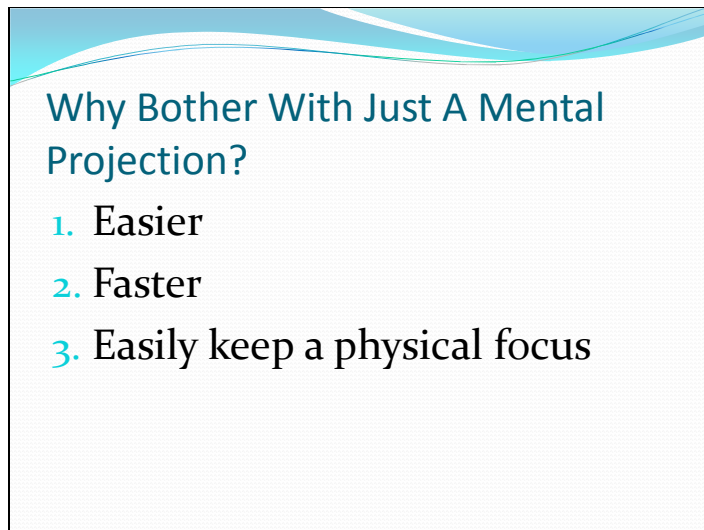 Why Bother With Just A Mental
Projection?
1. Easier
2. Faster
3. Easily keep a physical focus